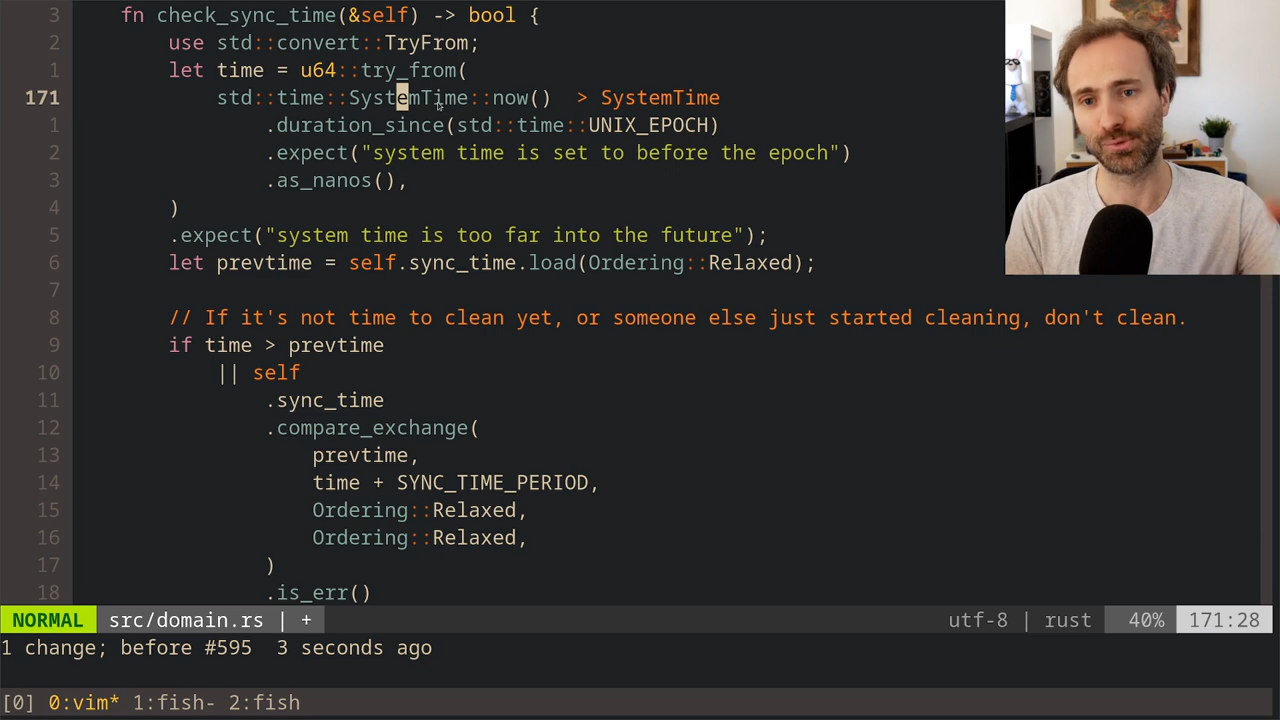 3 fn check_sync_time(&self) -> bool {
2 use std::convert::TryFrom;
1 let time = u64::try_from(
171 std::time::SystemTime::now() > SystemTime
1 .duration_since(std::time::UNIX_EPOCH)
2 .expect("system time is set to before the epoch")
3 .as_nanos(),
4 )
5 .expect("system time is too far into the future");
6 let prevtime = self.sync_time.load(Ordering::Relaxed);
7
8 // If it's not time to clean yet, or someone else just started cleaning, don't clean.
9 if time > prevtime
10 || self
11 .sync_time
12 .compare_exchange(
13 prevtime,
14 time + SYNC_TIME_PERIOD,
15 Ordering::Relaxed,
16 Ordering::Relaxed,
17 )
18 .is_err()
NORMAL src/domain.rs | + utf-8 | rust 40% 171:28
1 change; before #595 3 seconds ago
[0] 0:vim* 1:fish- 2:fish